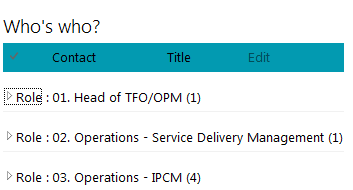 Who's who?
Contact Title Edit
Role : 01. Head of TFO/OPM (1)
Role : 02. Operations - Service Delivery Management (1)
Role : 03. Operations - IPCM (4)